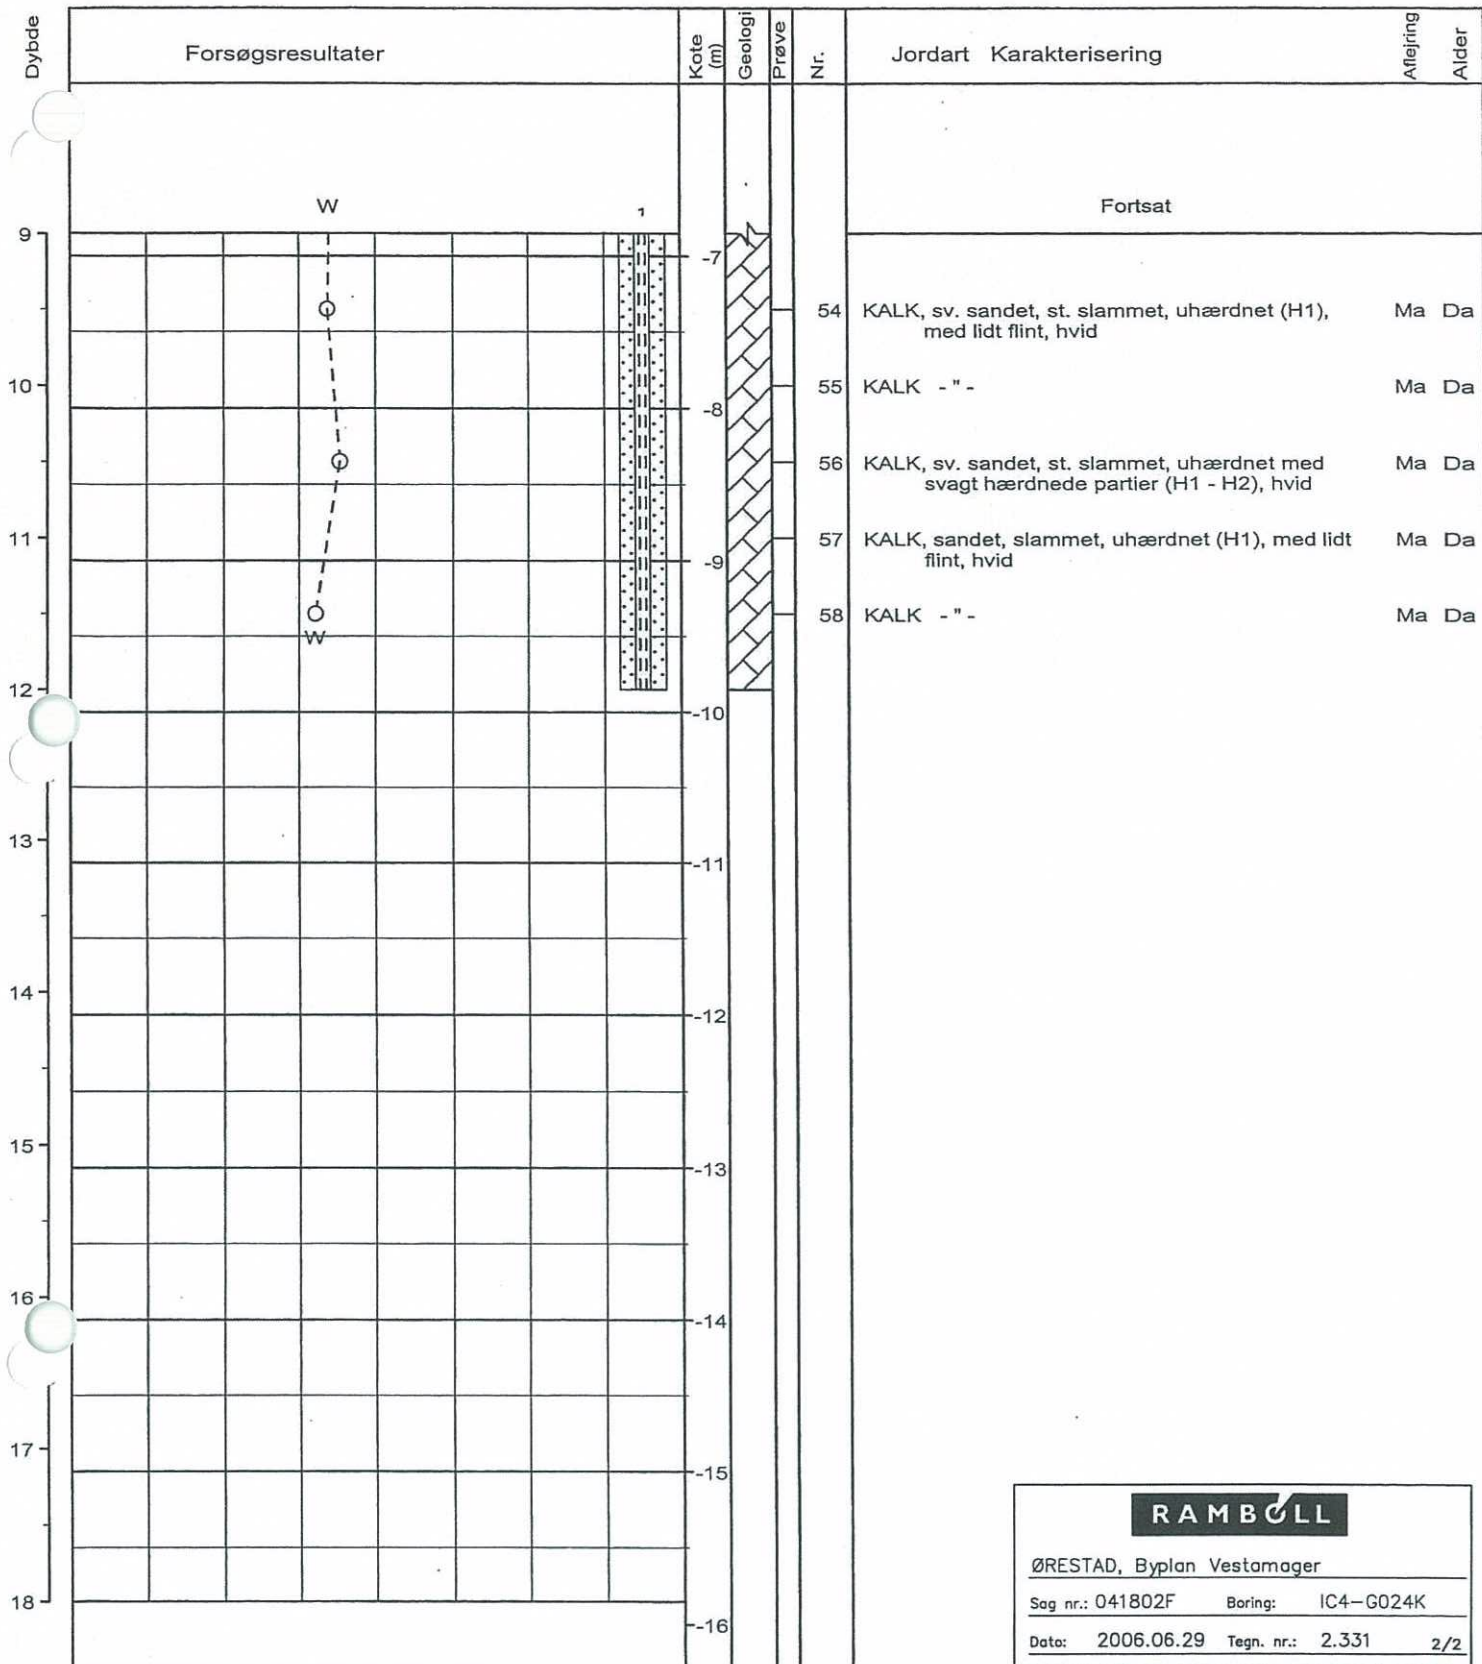 Dybde
Forsøgsresultater
Kote (m)
Geologi
Prøve
Nr.
Jordart Karakterisering
Aflejring
Alder
W
1
Fortsat
9
-7
54 KALK, sv. sandet, st. slammet, uhærdnet (H1), Ma Da
med lidt flint, hvid
10
55 KALK - " - Ma Da
-8
56 KALK, sv. sandet, st. slammet, uhærdnet med Ma Da
svagt hærdnede partier (H1 - H2), hvid
11
57 KALK, sandet, slammet, uhærdnet (H1), med lidt Ma Da
flint, hvid
-9
58 KALK - " - Ma Da
W
12
-10
13
-11
14
-12
15
-13
16
-14
17
-15
18
-16
RAMBØLL
ØRESTAD, Byplan Vestamager
Sag nr.: 041802F Boring: IC4-G024K
Dato: 2006.06.29 Tegn. nr.: 2.331 2/2